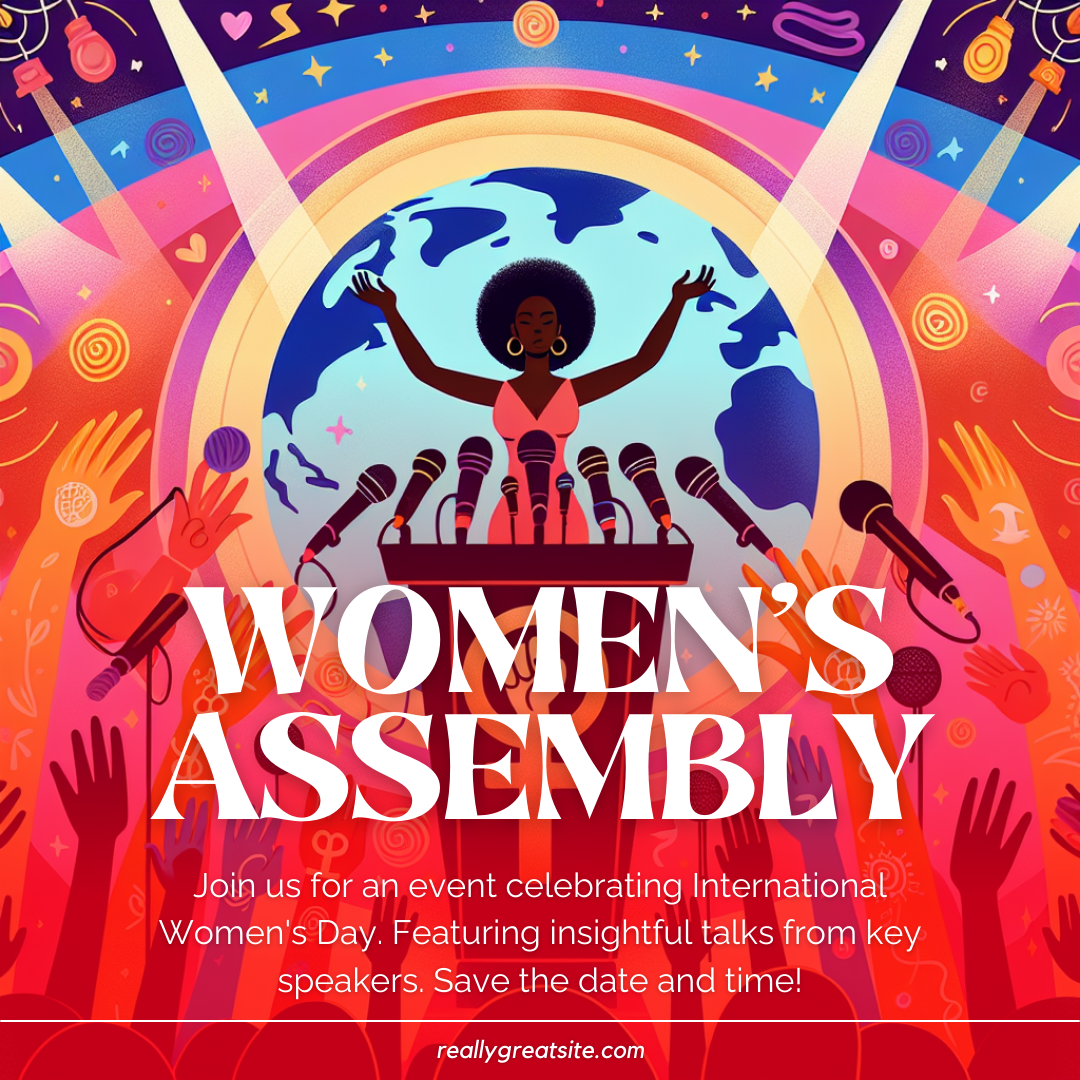 WOMEN'S
ASSEMBLY
Join us for an event celebrating International
Women's Day. Featuring insightful talks from key
speakers. Save the date and time!
reallygreatsite.com